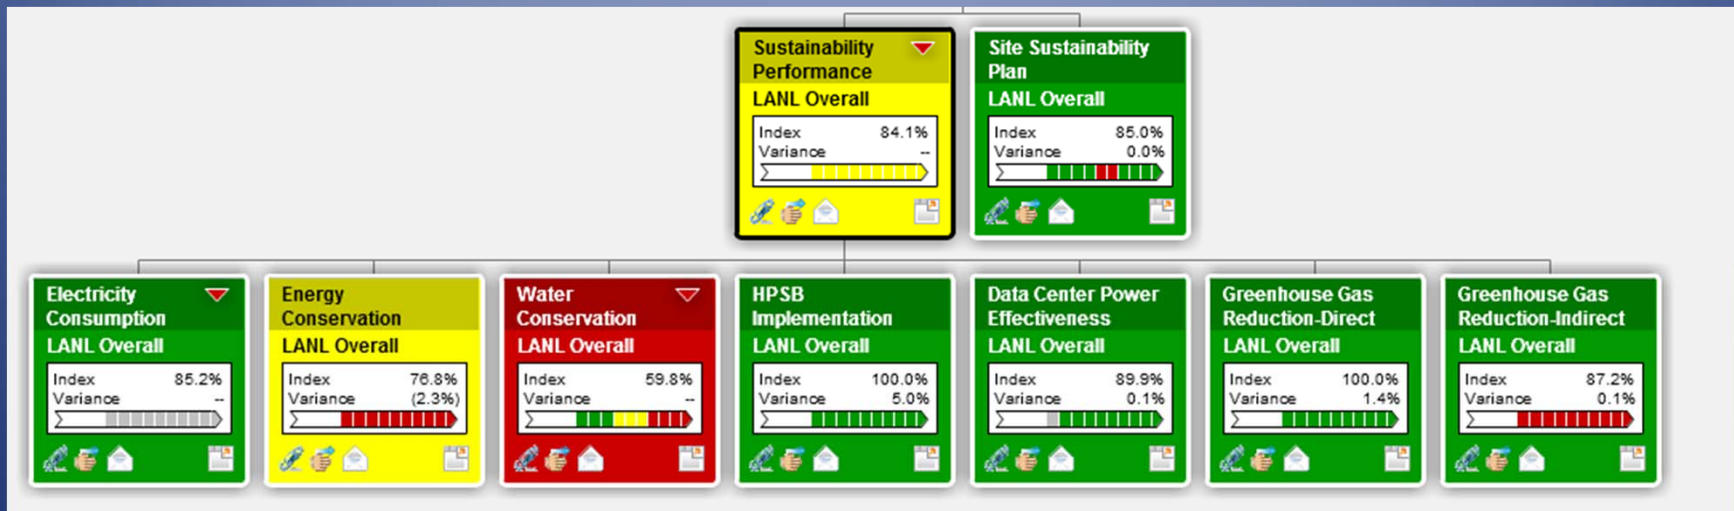 Sustainability
Performance
LANL Overall
Index 84.1%
Variance --
Site Sustainability
Plan
LANL Overall
Index 85.0%
Variance 0.0%
Electricity
Consumption
LANL Overall
Index 85.2%
Variance --
Energy
Conservation
LANL Overall
Index 76.8%
Variance (2.3%)
Water
Conservation
LANL Overall
Index 59.8%
Variance --
HPSB
Implementation
LANL Overall
Index 100.0%
Variance 5.0%
Data Center Power
Effectiveness
LANL Overall
Index 89.9%
Variance 0.1%
Greenhouse Gas
Reduction-Direct
LANL Overall
Index 100.0%
Variance 1.4%
Greenhouse Gas
Reduction-Indirect
LANL Overall
Index 87.2%
Variance 0.1%